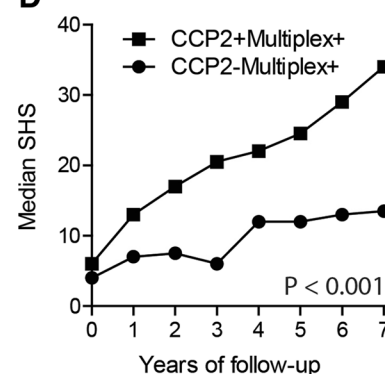 D
40
CCP2+Multiplex+
CCP2-Multiplex+
30
Median SHS
20
10
P < 0.001
0
0 1 2 3 4 5 6 7
Years of follow-up